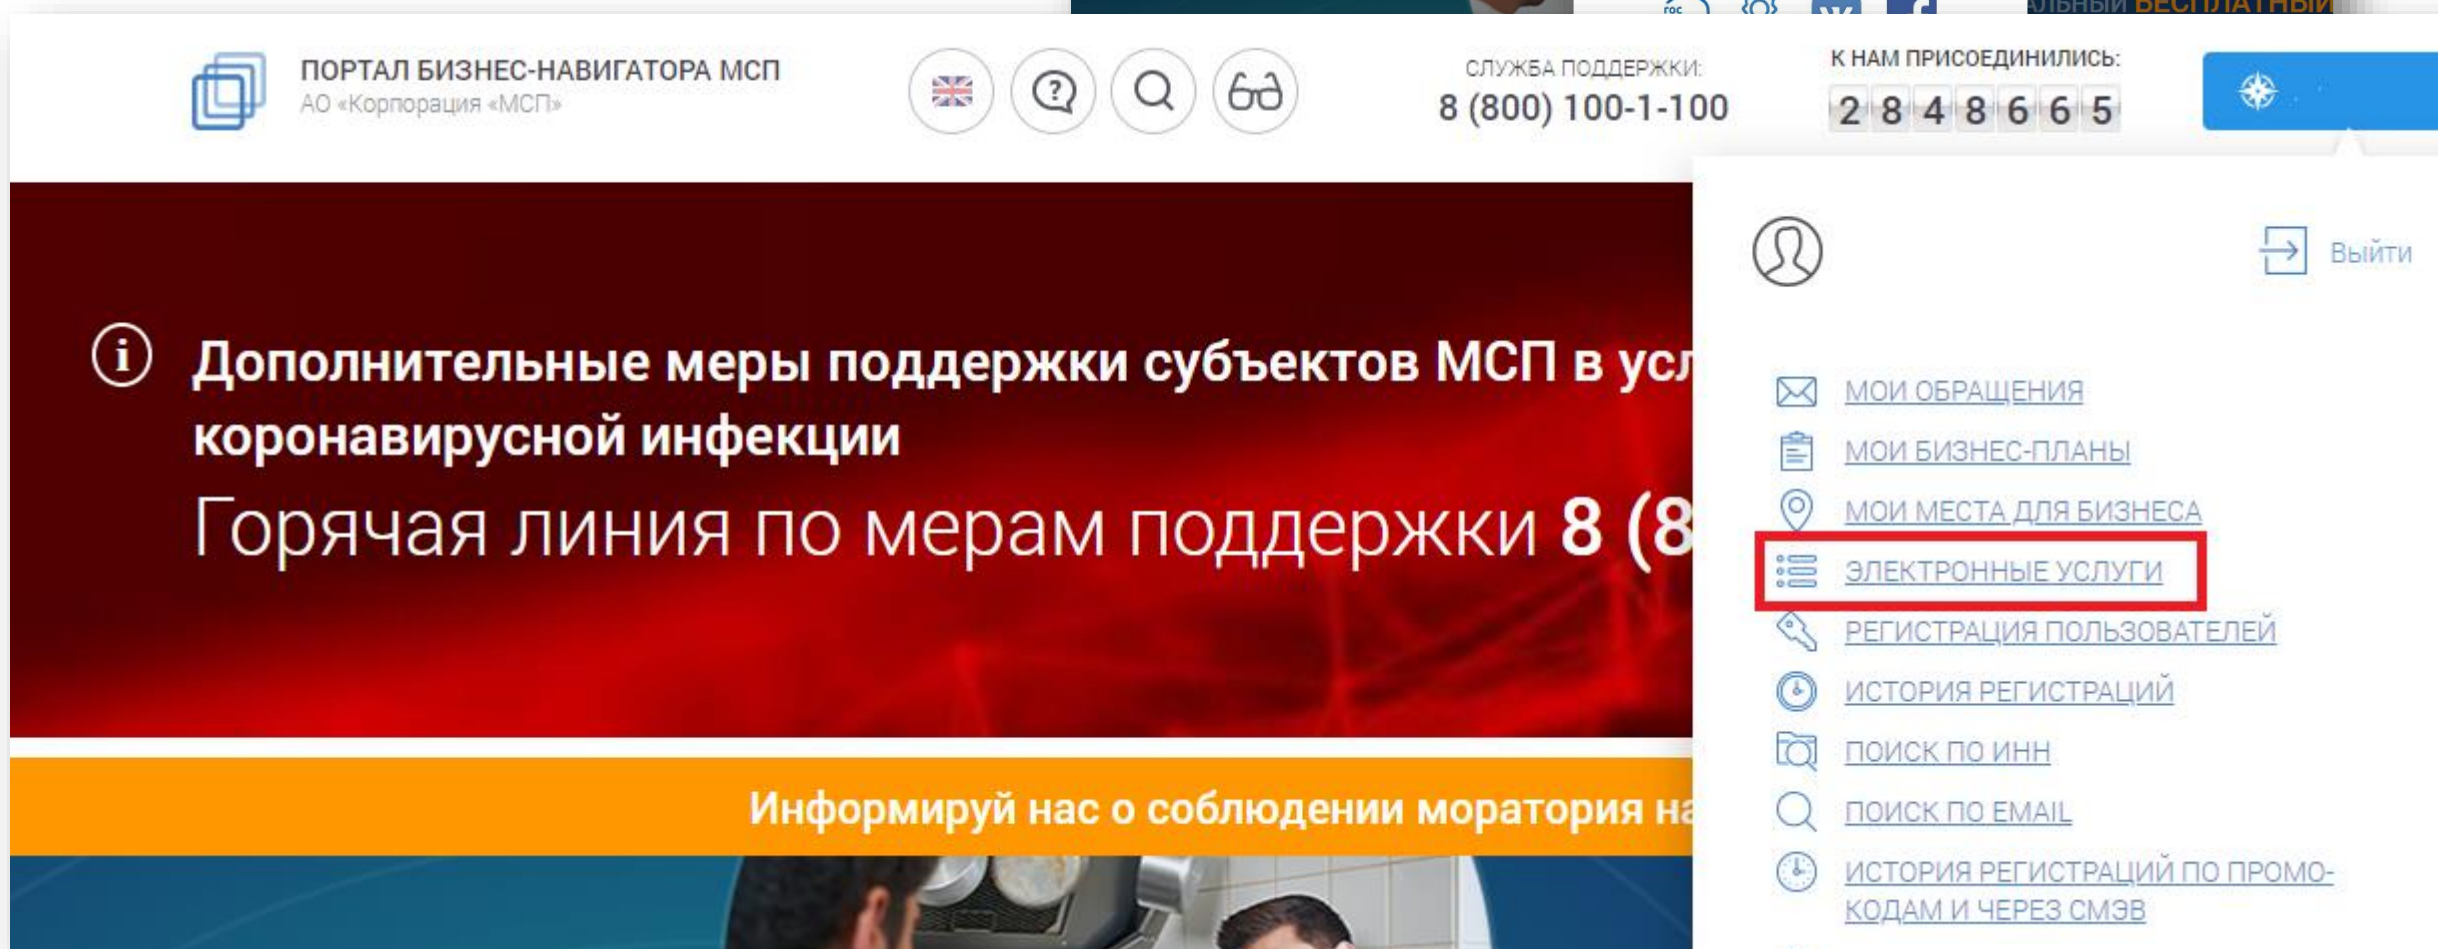 БЕСПЛАТНЫЙ
ПОРТАЛ БИЗНЕС-НАВИГАТОРА МСП
АО «Корпорация «МСП»
СЛУЖБА ПОДДЕРЖКИ:
8 (800) 100-1-100
К НАМ ПРИСОЕДИНИЛИСЬ:
2848665
Выйти
Дополнительные меры поддержки субъектов МСП в усл
коронавирусной инфекции
Горячая линия по мерам поддержки 8 (8
МОИ ОБРАЩЕНИЯ
МОИ БИЗНЕС-ПЛАНЫ
МОИ МЕСТА ДЛЯ БИЗНЕСА
ЭЛЕКТРОННЫЕ УСЛУГИ
РЕГИСТРАЦИЯ ПОЛЬЗОВАТЕЛЕЙ
ИСТОРИЯ РЕГИСТРАЦИЙ
ПОИСК ПО ИНН
ПОИСК ПО EMAIL
ИСТОРИЯ РЕГИСТРАЦИЙ ПО ПРОМО-
КОДАМ И ЧЕРЕЗ СМЭВ
Информируй нас о соблюдении моратория на